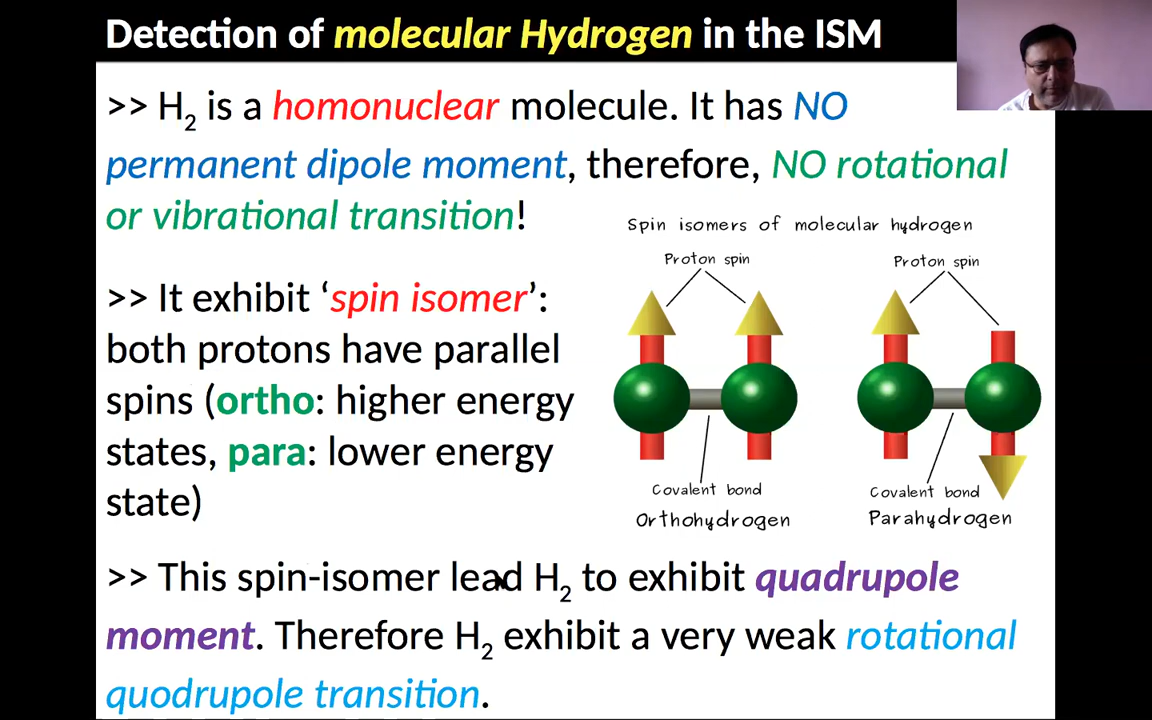 Detection of molecular Hydrogen in the ISM
>> H₂ is a homonuclear molecule. It has NO
permanent dipole moment, therefore, NO rotational
or vibrational transition!
>> It exhibit ‘spin isomer’:
both protons have parallel
spins (ortho: higher energy
states, para: lower energy
state)
Spin isomers of molecular hydrogen
Proton spin
Proton spin
Covalent bond
Covalent bond
Orthohydrogen
Parahydrogen
>> This spin-isomer lead H₂ to exhibit quadrupole
moment. Therefore H₂ exhibit a very weak rotational
quodrupole transition.